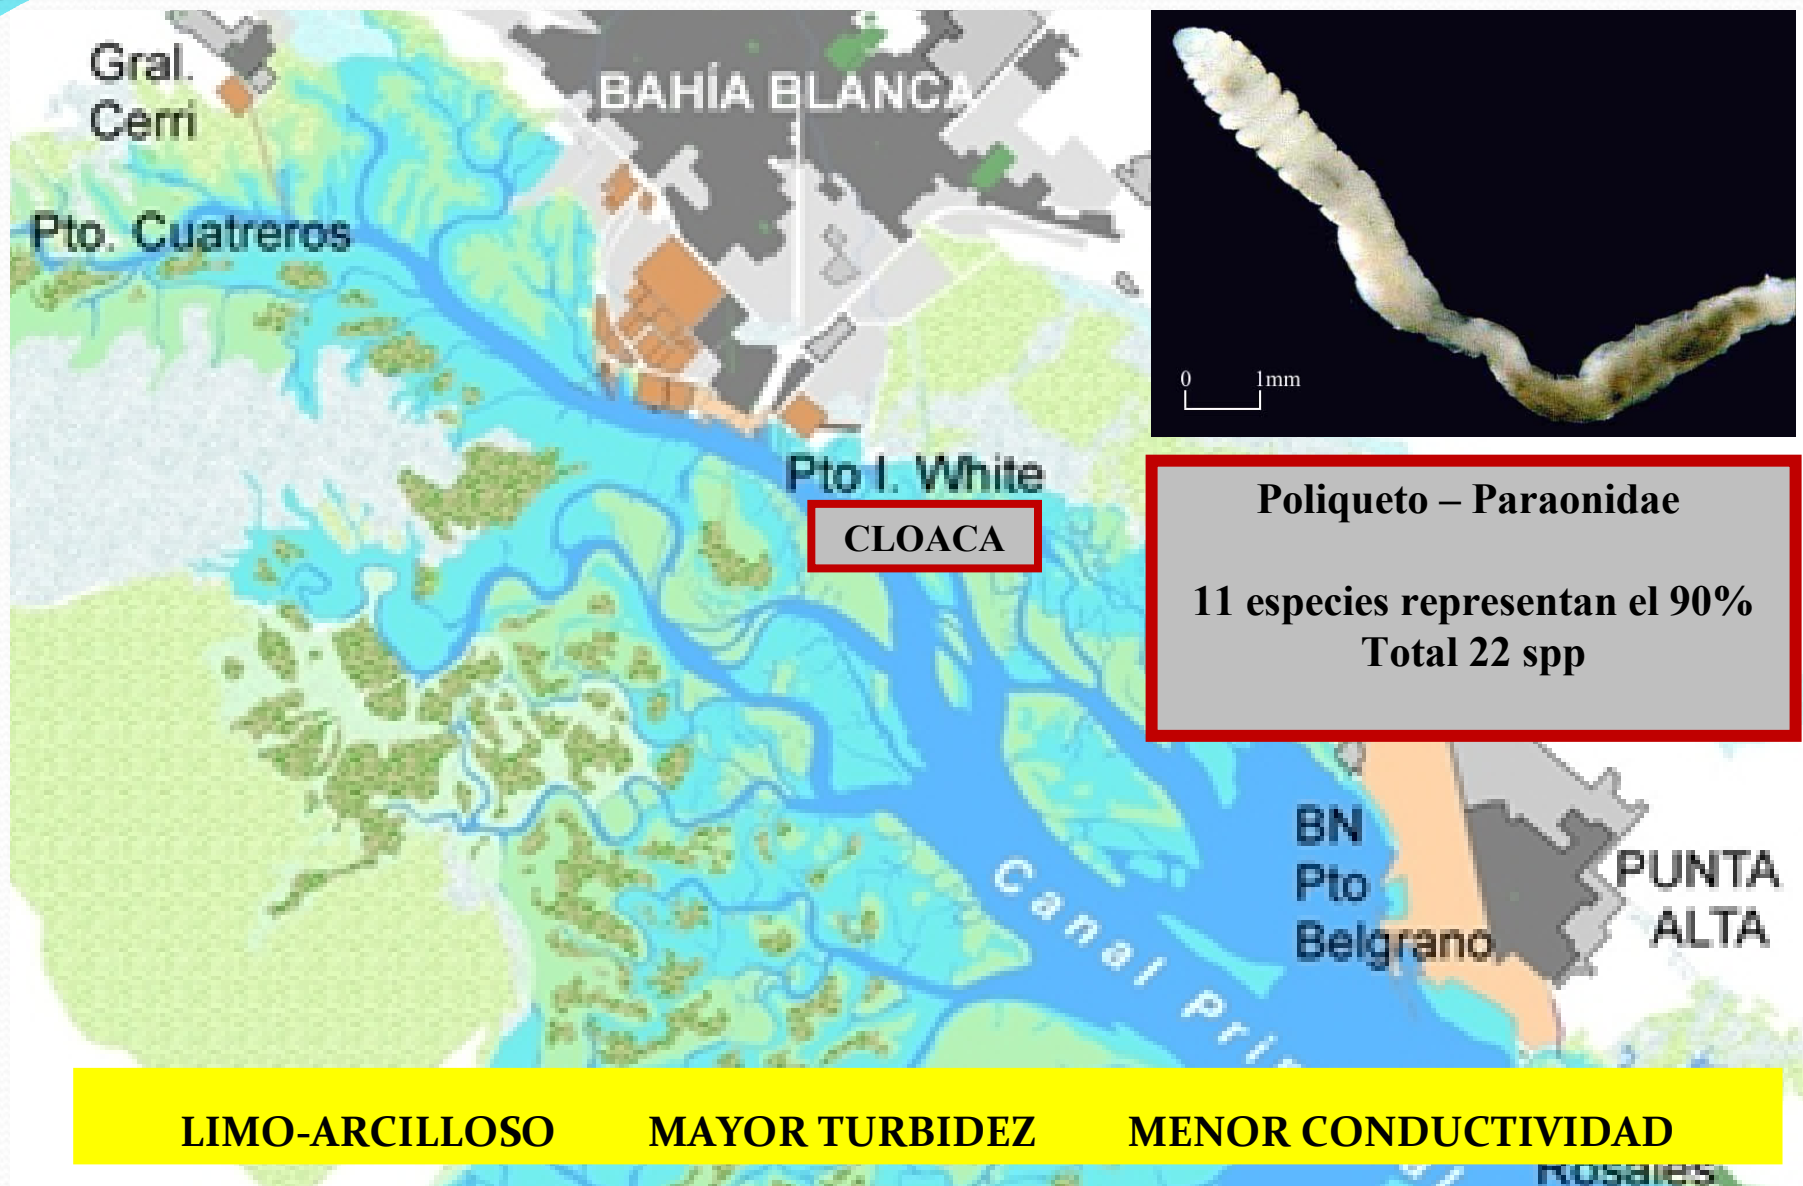 Gral.
Cerri
BAHÍA BLANCA
Pto. Cuatreros
0 1mm
Pto I. White
CLOACA
Poliqueto – Paraonidae
11 especies representan el 90%
Total 22 spp
BN
Pto
Belgrano
PUNTA
ALTA
Canal
LIMO-ARCILLOSO MAYOR TURBIDEZ MENOR CONDUCTIVIDAD
Rosales